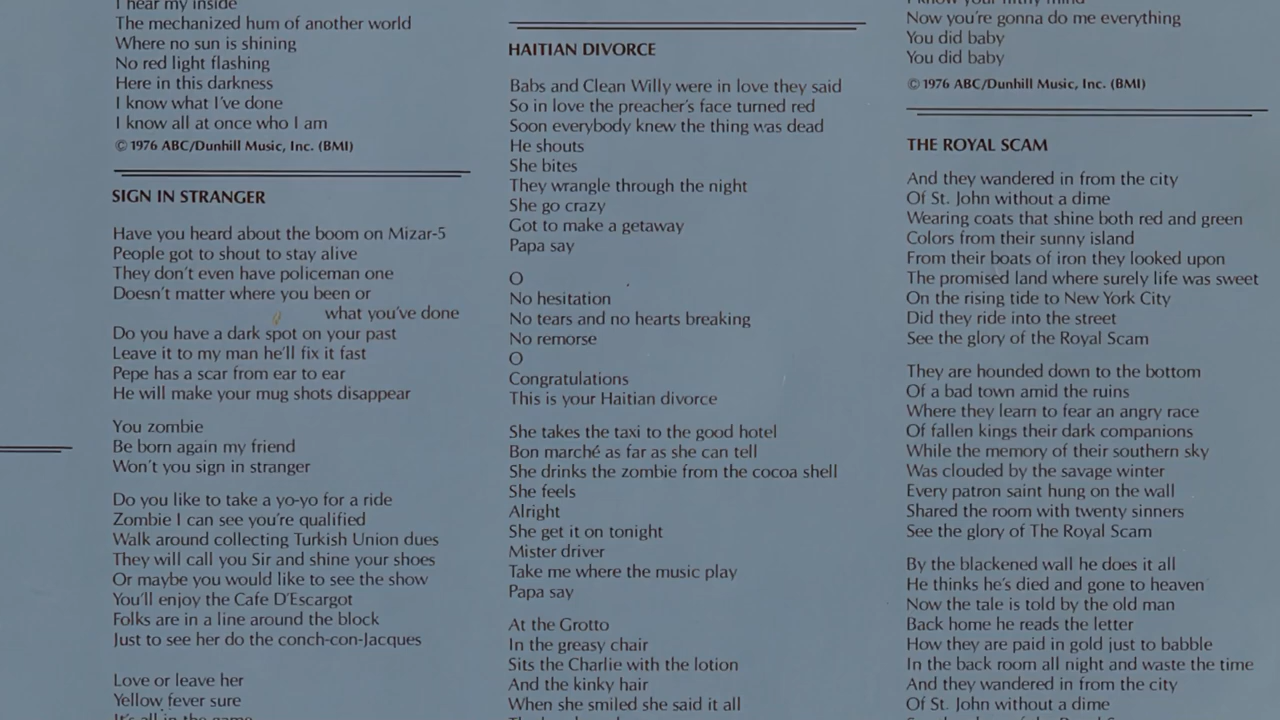 I hear my inside
The mechanized hum of another world
Where no sun is shining
No red light flashing
Here in this darkness
I know what I've done
I know all at once who I am
© 1976 ABC/Dunhill Music, Inc. (BMI)
SIGN IN STRANGER
Have you heard about the boom on Mizar-5
People got to shout to stay alive
They don't even have policeman one
Doesn't matter where you been or
what you've done
Do you have a dark spot on your past
Leave it to my man he'll fix it fast
Pepe has a scar from ear to ear
He will make your mug shots disappear
You zombie
Be born again my friend
Won't you sign in stranger
Do you like to take a yo-yo for a ride
Zombie I can see you're qualified
Walk around collecting Turkish Union dues
They will call you Sir and shine your shoes
Or maybe you would like to see the show
You'll enjoy the Cafe D'Escargot
Folks are in a line around the block
Just to see her do the conch-con-Jacques
Love or leave her
Yellow fever sure
It's all in the game
HAITIAN DIVORCE
Babs and Clean Willy were in love they said
So in love the preacher's face turned red
Soon everybody knew the thing was dead
He shouts
She bites
They wrangle through the night
She go crazy
Got to make a getaway
Papa say
O
No hesitation
No tears and no hearts breaking
No remorse
O
Congratulations
This is your Haitian divorce
She takes the taxi to the good hotel
Bon marché as far as she can tell
She drinks the zombie from the cocoa shell
She feels
Alright
She get it on tonight
Mister driver
Take me where the music play
Papa say
At the Grotto
In the greasy chair
Sits the Charlie with the lotion
And the kinky hair
When she smiled she said it all
I know your filthy mind
Now you're gonna do me everything
You did baby
You did baby
© 1976 ABC/Dunhill Music, Inc. (BMI)
THE ROYAL SCAM
And they wandered in from the city
Of St. John without a dime
Wearing coats that shine both red and green
Colors from their sunny island
From their boats of iron they looked upon
The promised land where surely life was sweet
On the rising tide to New York City
Did they ride into the street
See the glory of the Royal Scam
They are hounded down to the bottom
Of a bad town amid the ruins
Where they learn to fear an angry race
Of fallen kings their dark companions
While the memory of their southern sky
Was clouded by the savage winter
Every patron saint hung on the wall
Shared the room with twenty sinners
See the glory of The Royal Scam
By the blackened wall he does it all
He thinks he's died and gone to heaven
Now the tale is told by the old man
Back home he reads the letter
How they are paid in gold just to babble
In the back room all night and waste the time
And they wandered in from the city
Of St. John without a dime